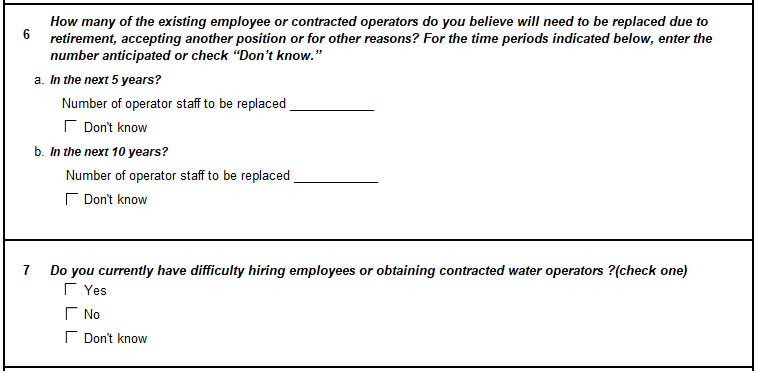 6 How many of the existing employee or contracted operators do you believe will need to be replaced due to
retirement, accepting another position or for other reasons? For the time periods indicated below, enter the
number anticipated or check “Don’t know.”
a. In the next 5 years?
Number of operator staff to be replaced ____________
Don't know
b. In the next 10 years?
Number of operator staff to be replaced ____________
Don't know
7 Do you currently have difficulty hiring employees or obtaining contracted water operators ?(check one)
Yes
No
Don't know